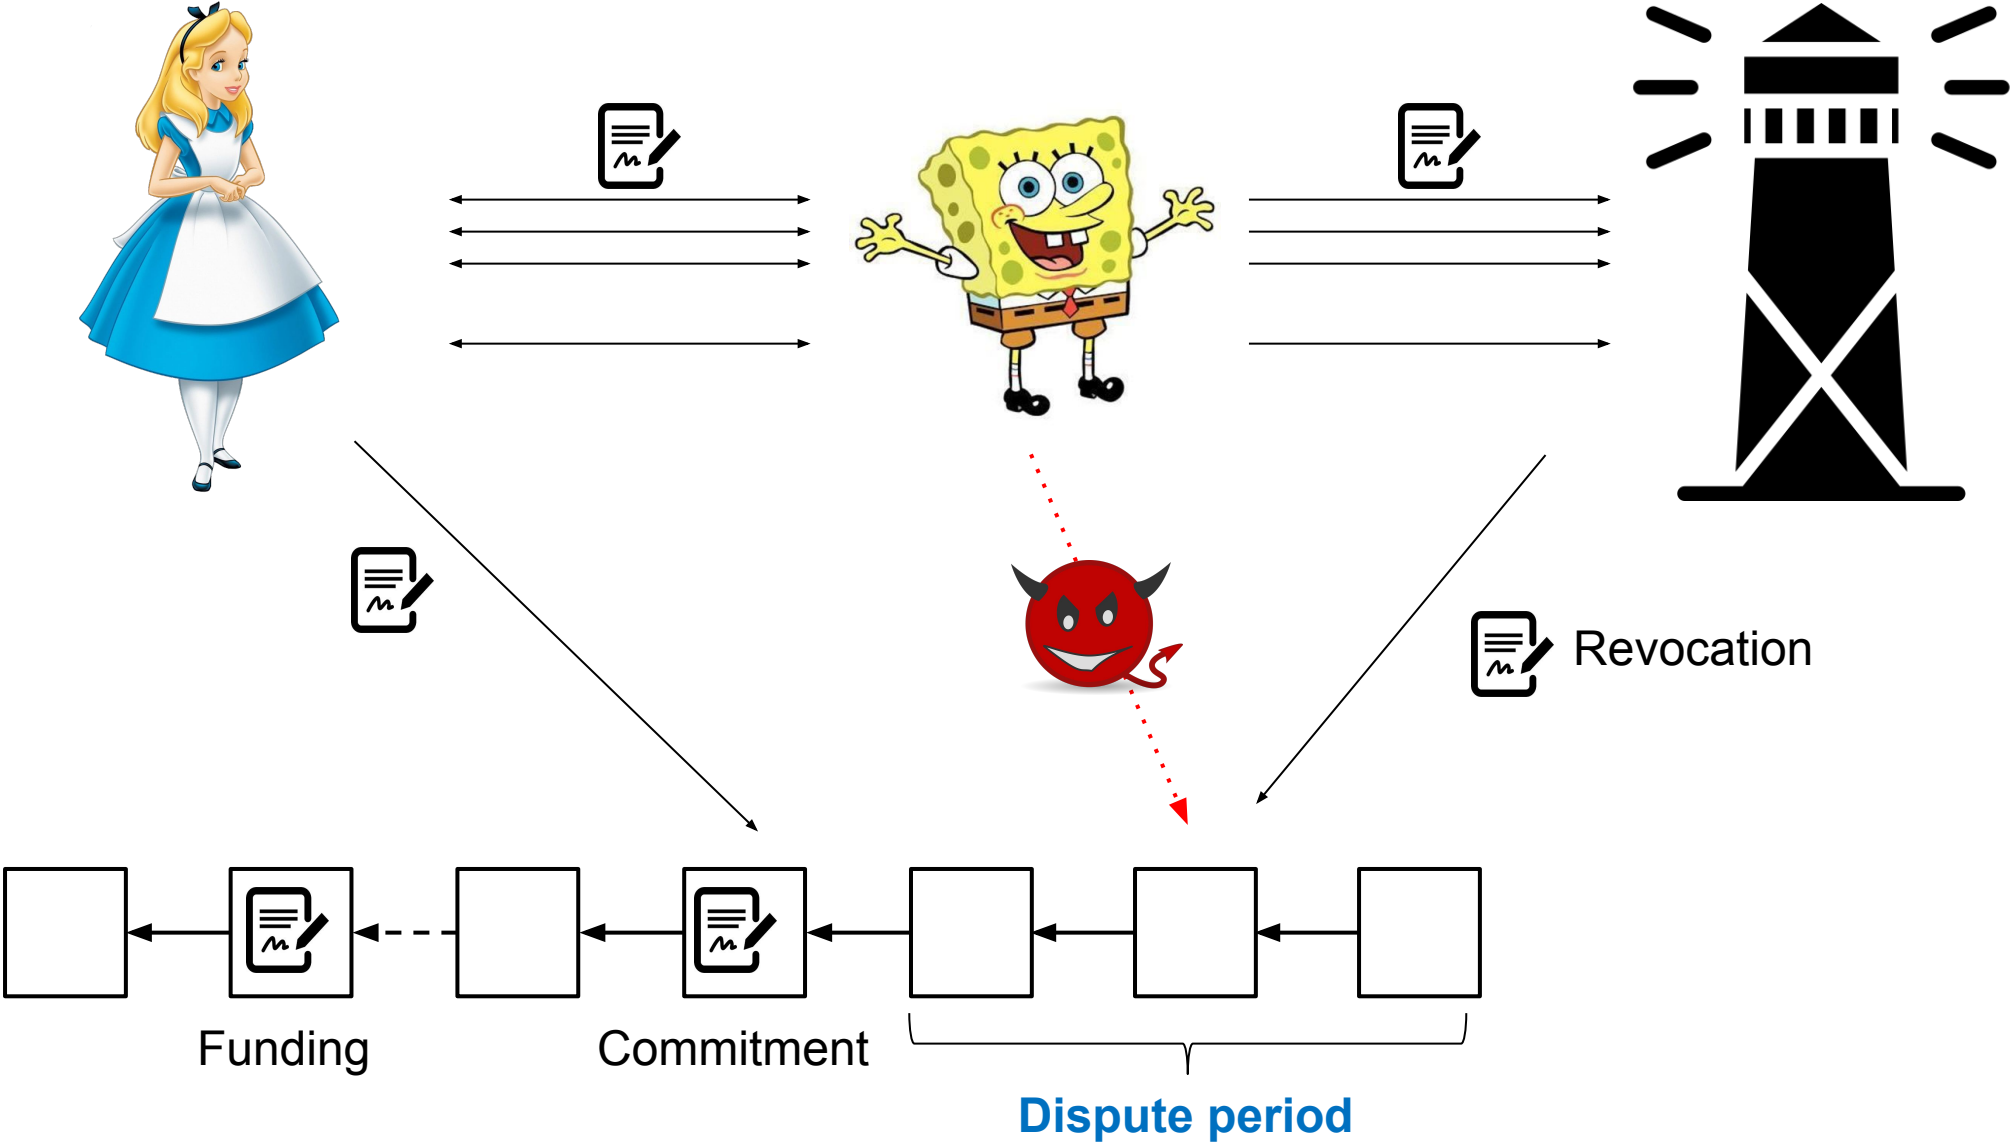 Revocation
Funding
Commitment
Dispute period